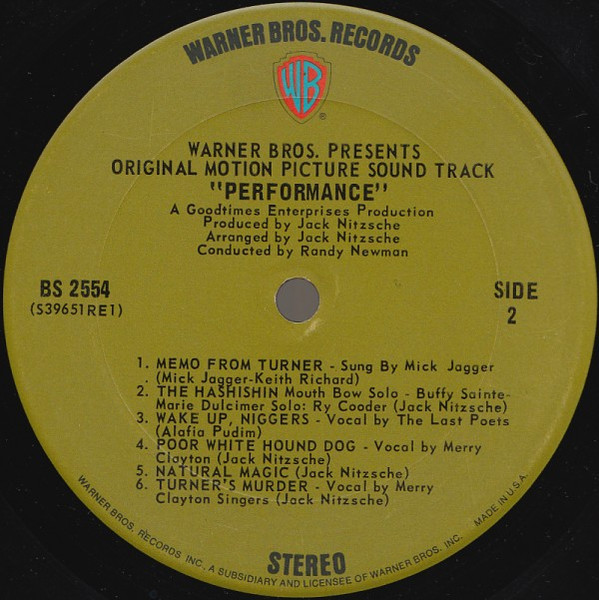 WARNER BROS. RECORDS
WB
®
WARNER BROS. PRESENTS
ORIGINAL MOTION PICTURE SOUND TRACK
"PERFORMANCE"
A Goodtimes Enterprises Production
Produced by Jack Nitzsche
Arranged by Jack Nitzsche
Conducted by Randy Newman
BS 2554
(S39651RE1)
SIDE
2
1. MEMO FROM TURNER - Sung By Mick Jagger
. (Mick Jagger-Keith Richard)
2. THE HASHISHIN Mouth Bow Solo - Buffy Sainte-
Marie Dulcimer Solo: Ry Cooder (Jack Nitzsche)
3. WAKE UP, NIGGERS - Vocal by The Last Poets
(Alafia Pudim)
4. POOR WHITE HOUND DOG - Vocal by Merry
Clayton (Jack Nitzsche)
5. NATURAL MAGIC (Jack Nitzsche)
6. TURNER'S MURDER - Vocal by Merry
Clayton Singers (Jack Nitzsche)
STEREO
WARNER BROS. RECORDS INC. A SUBSIDIARY AND LICENSEE OF WARNER BROS. INC. MADE IN U.S.A.